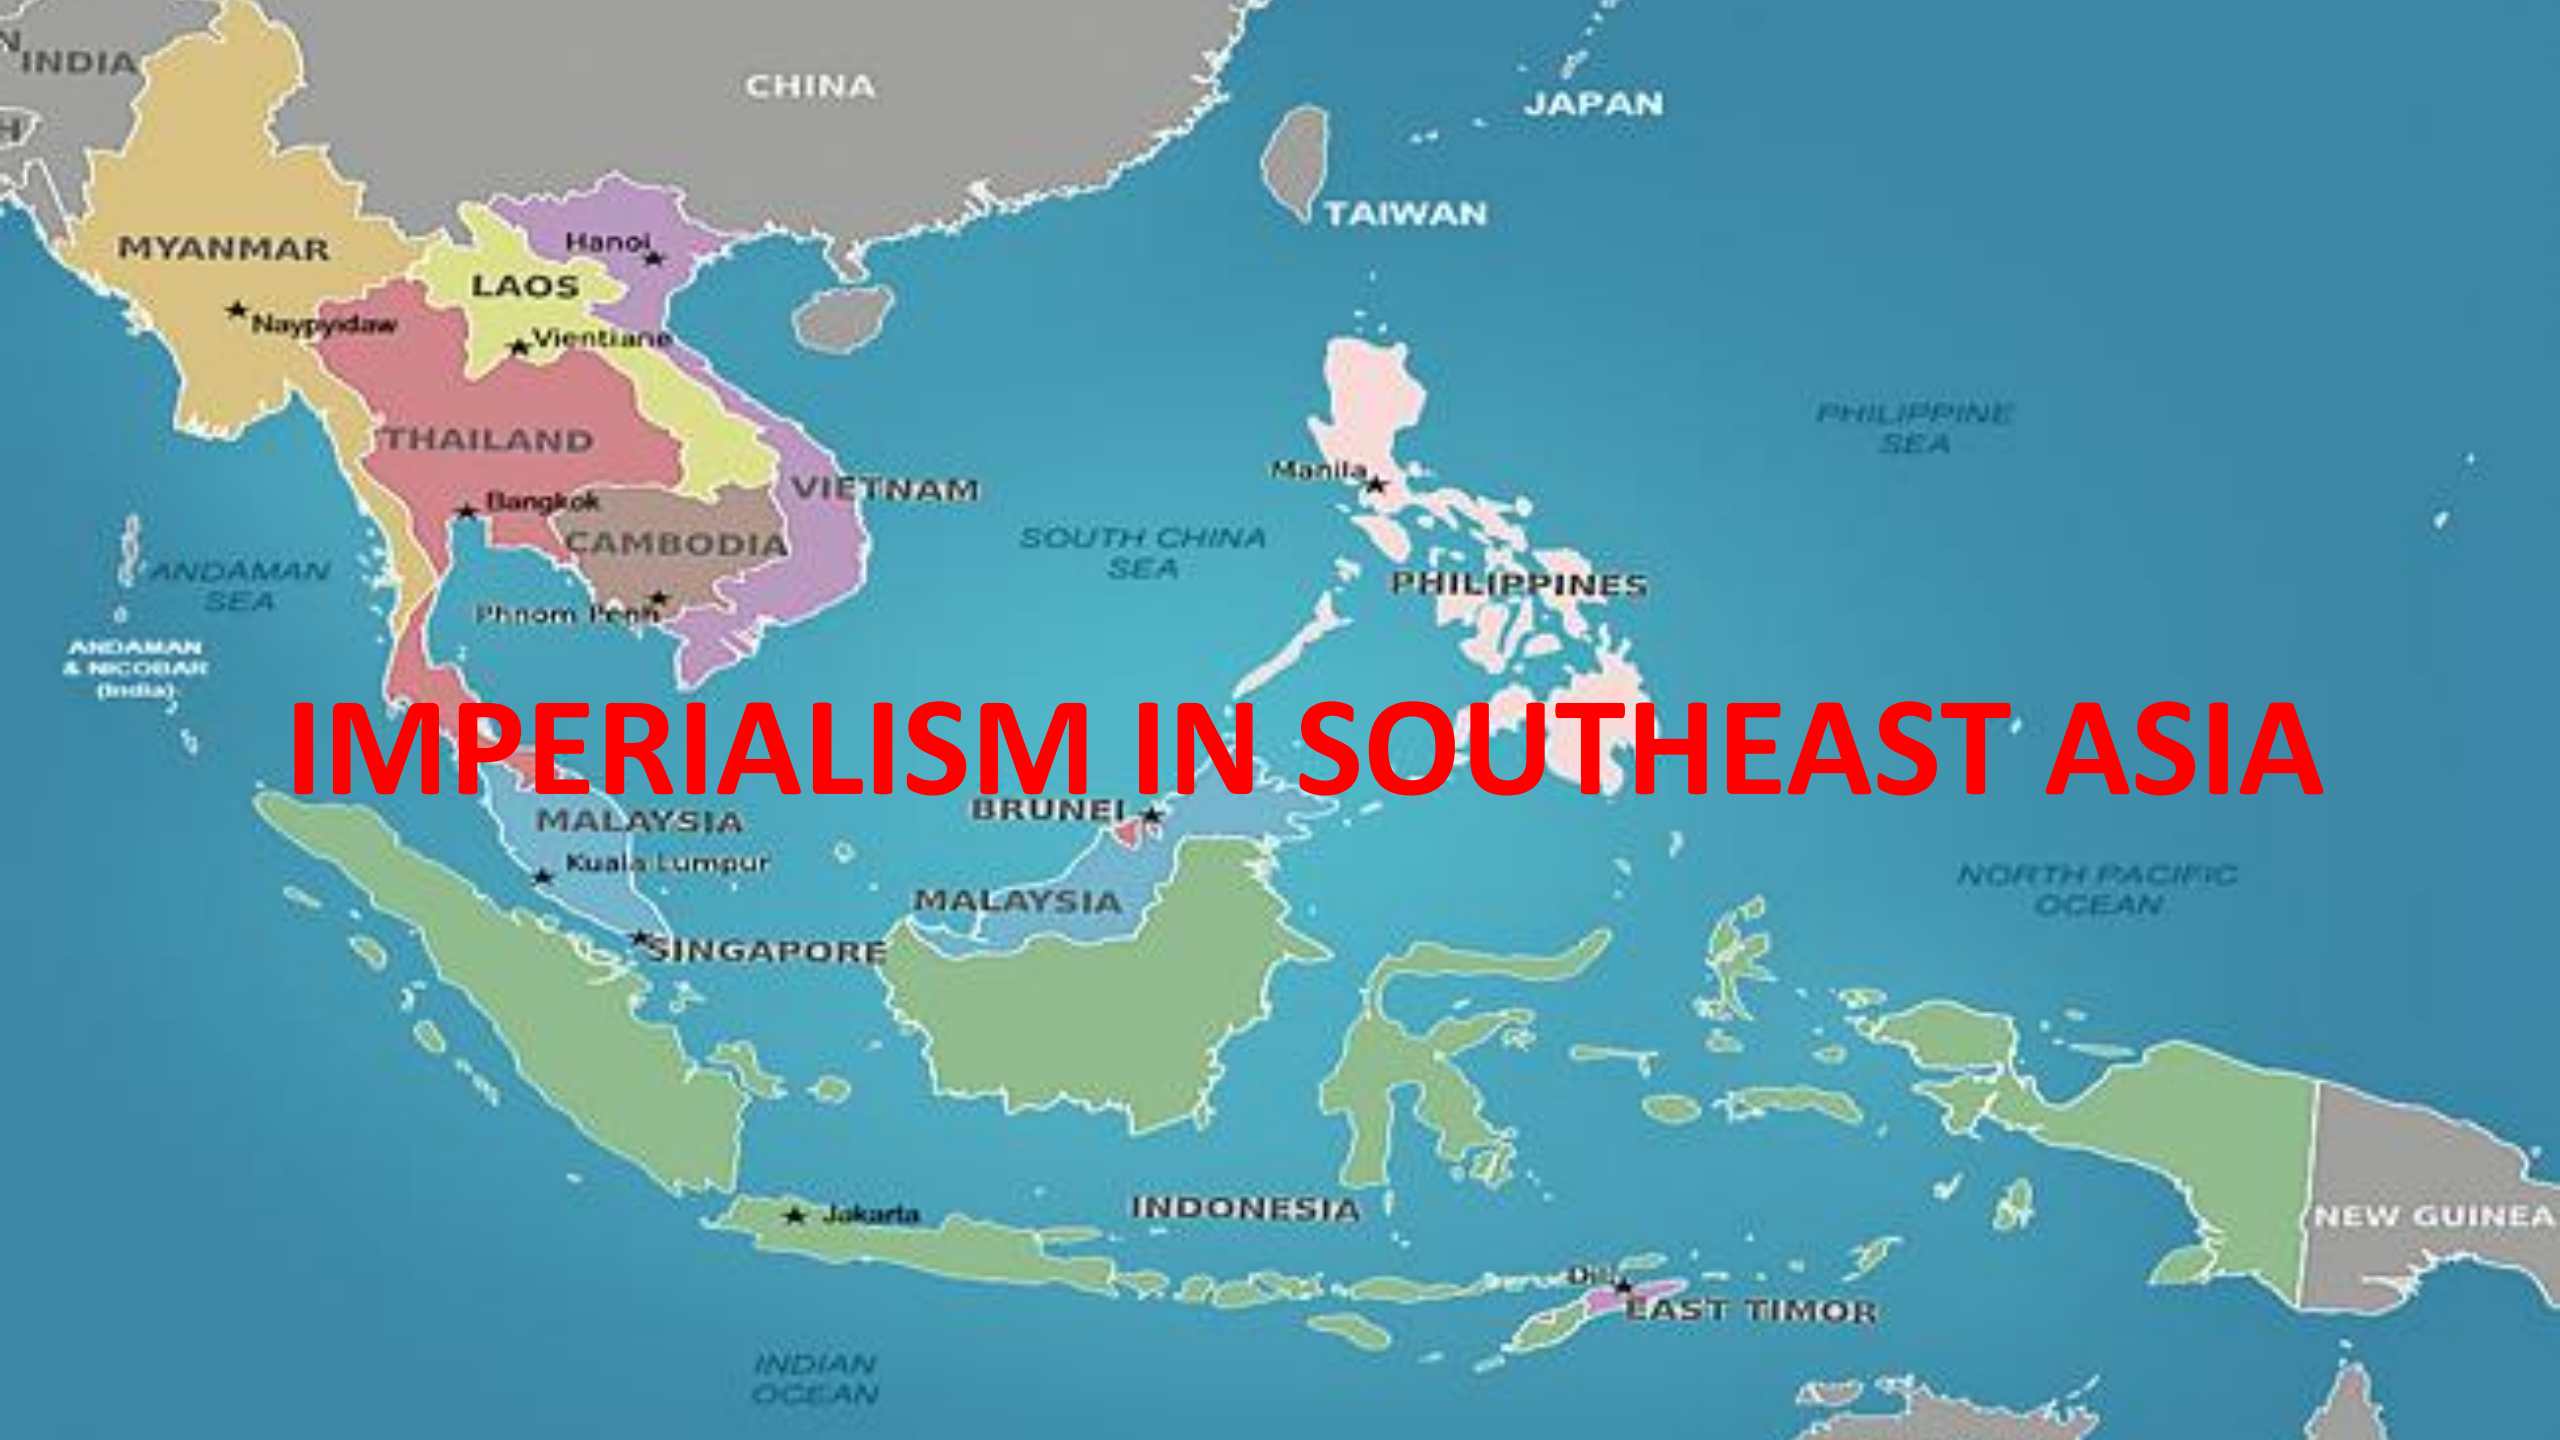 N
INDIA
CHINA
JAPAN
H
TAIWAN
MYANMAR
Hanoi
LAOS
Naypyidaw
Vientiane
PHILIPPINE
SEA
THAILAND
Manila
VIETNAM
Bangkok
SOUTH CHINA
SEA
CAMBODIA
ANDAMAN
SEA
PHILIPPINES
Phnom Penh
ANDAMAN
& NICOBAR
(India)
IMPERIALISM IN SOUTHEAST ASIA
BRUNEI
MALAYSIA
Kuala Lumpur
NORTH PACIFIC
OCEAN
MALAYSIA
SINGAPORE
INDONESIA
Jakarta
NEW GUINEA
Dili
EAST TIMOR
INDIAN
OCEAN